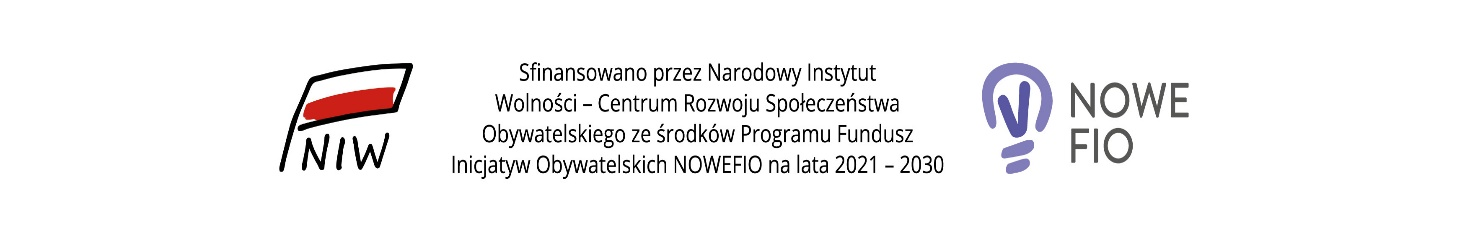 NIW
Sfinansowano przez Narodowy Instytut
Wolności – Centrum Rozwoju Społeczeństwa
Obywatelskiego ze środków Programu Fundusz
Inicjatyw Obywatelskich NOWEFIO na lata 2021 – 2030
NOWE
FIO